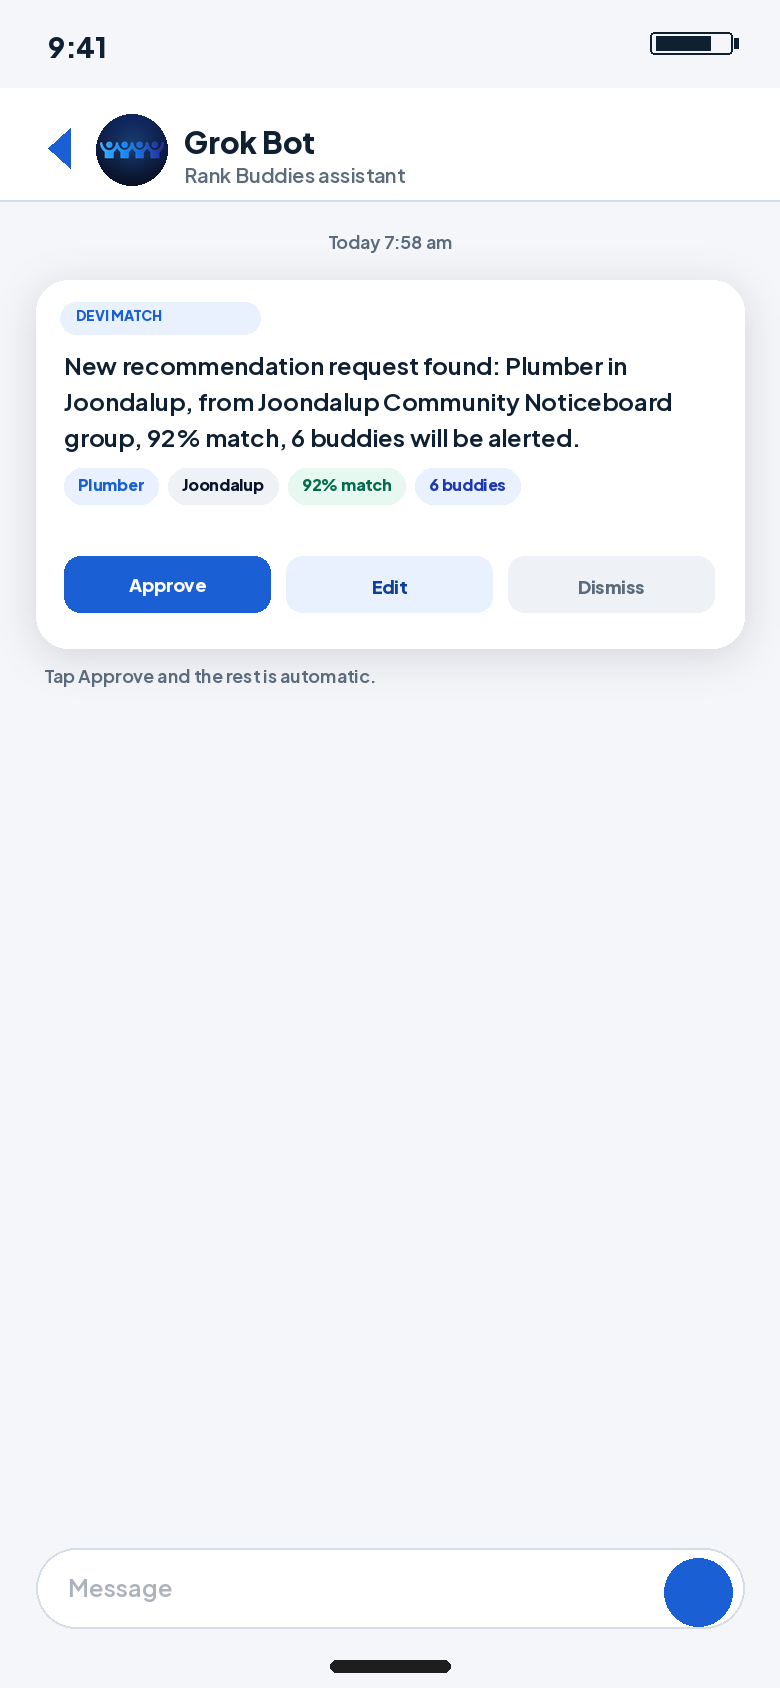 9:41
Grok Bot
Rank Buddies assistant
Today 7:58 am
DEVI MATCH
New recommendation request found: Plumber in
Joondalup, from Joondalup Community Noticeboard
group, 92% match, 6 buddies will be alerted.
Plumber Joondalup 92% match 6 buddies
Approve Edit Dismiss
Tap Approve and the rest is automatic.
Message